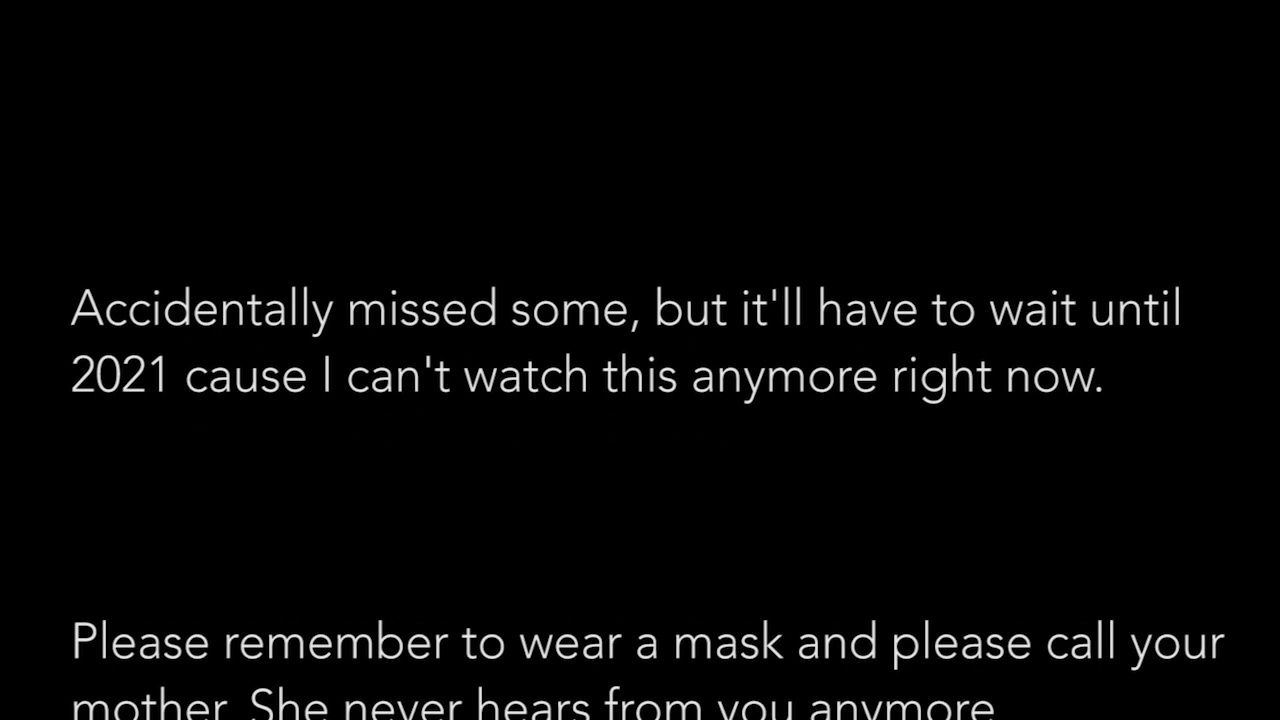 Accidentally missed some, but it'll have to wait until
2021 cause I can't watch this anymore right now.
Please remember to wear a mask and please call your
mother. She never hears from you anymore